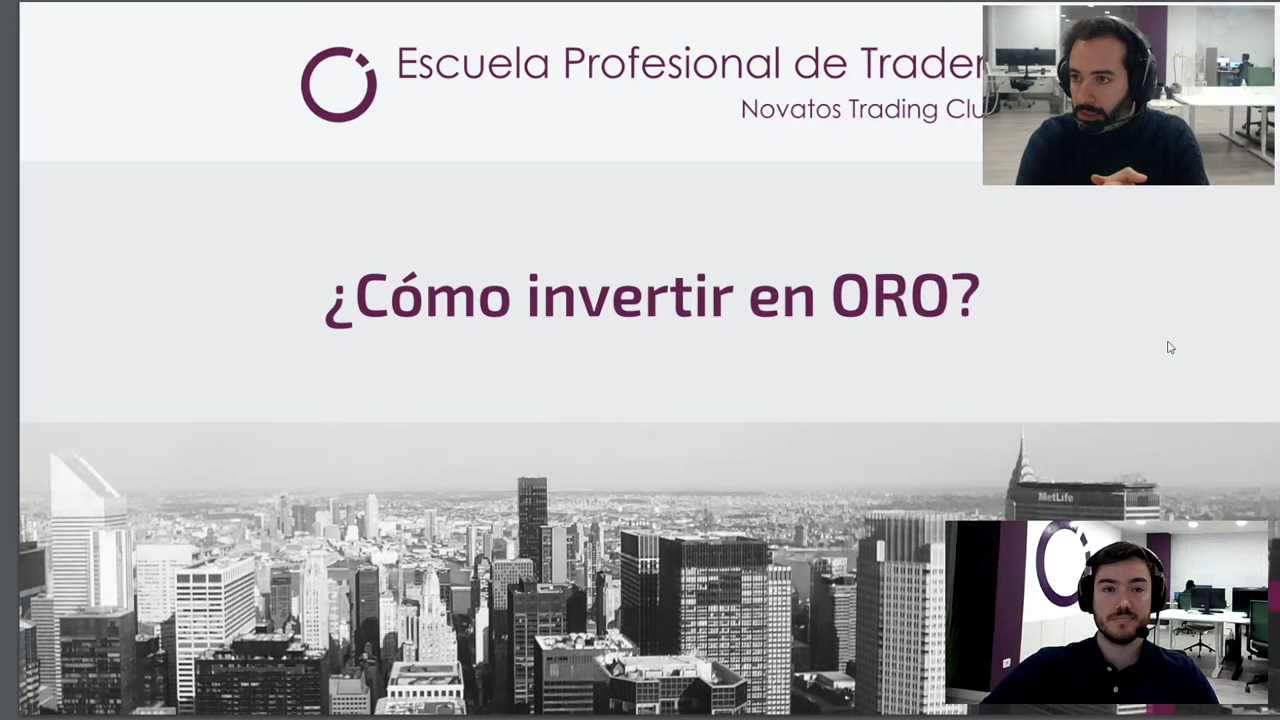 Escuela Profesional de Trader
Novatos Trading Clu
¿Cómo invertir en ORO?
MetLife